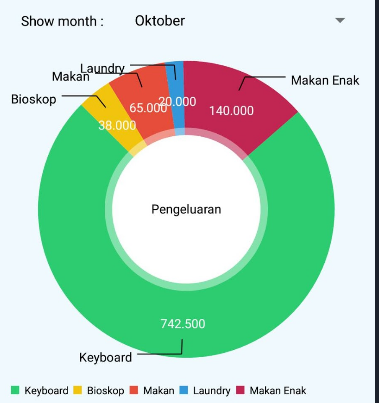 Show month : Oktober
Laundry
Makan
Makan Enak
Bioskop
65.000
20.000
140.000
38.000
Pengeluaran
742.500
Keyboard
Keyboard Bioskop Makan Laundry Makan Enak